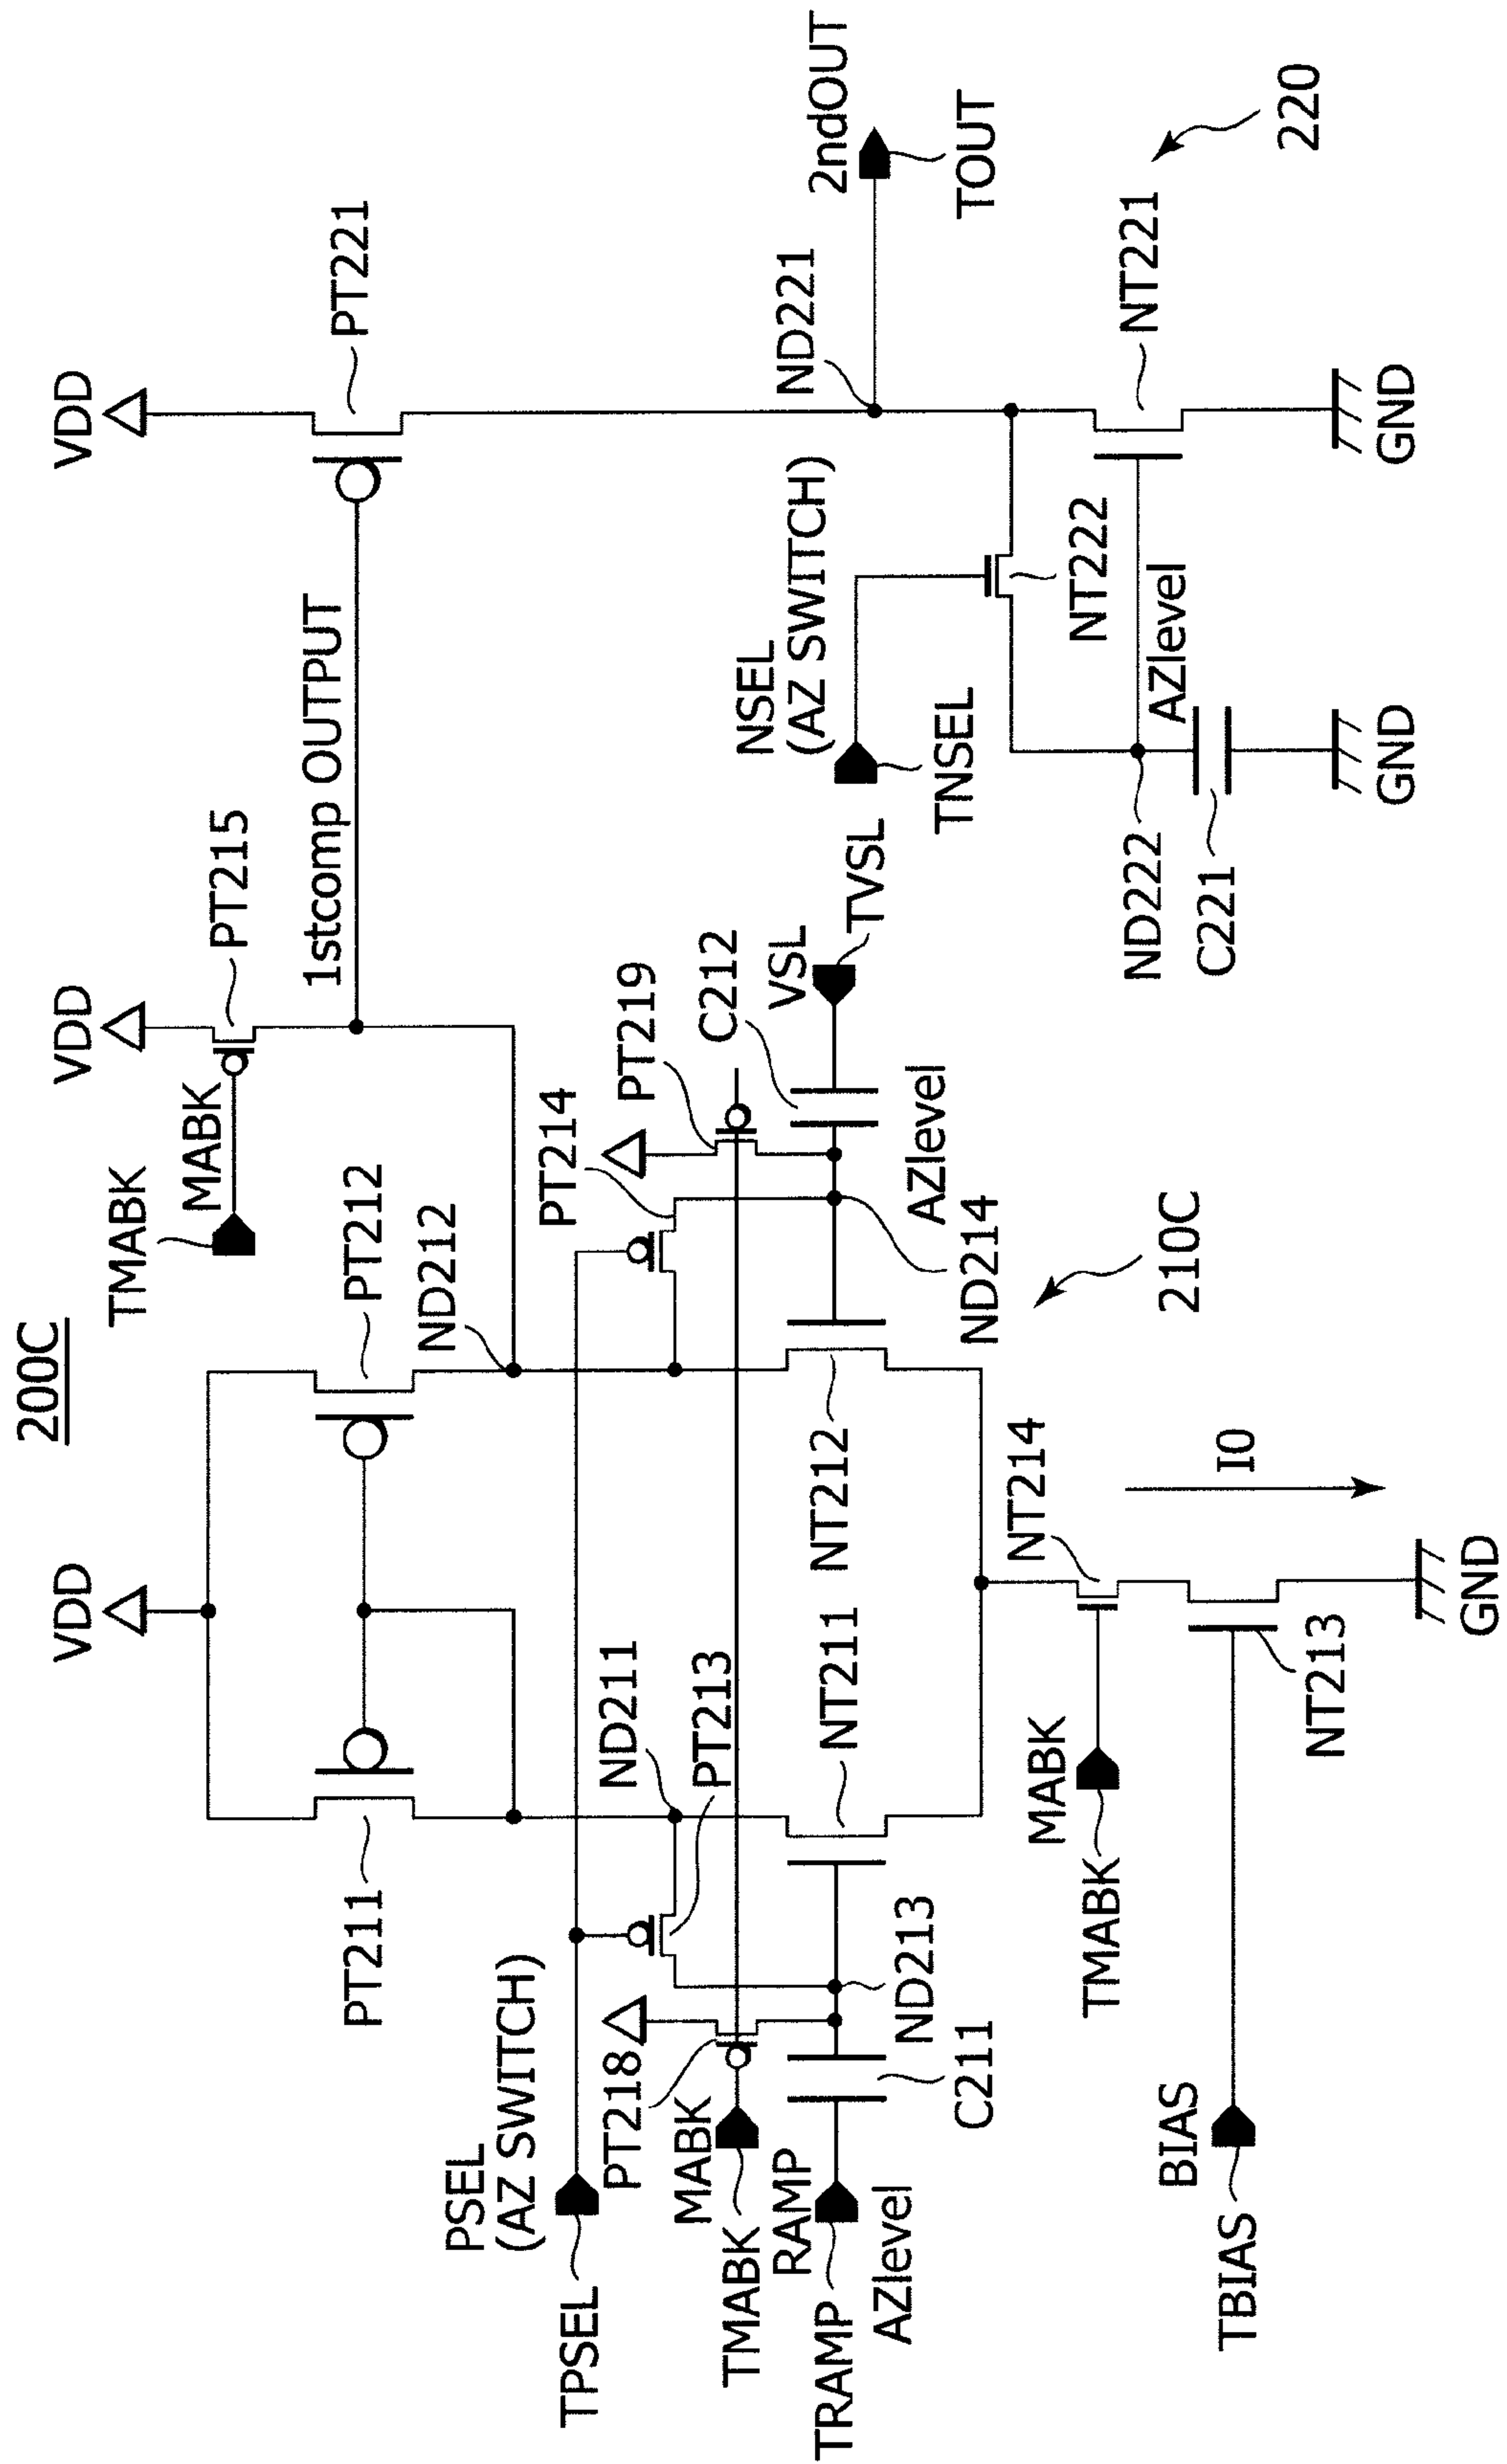 200C
VDD
VDD
VDD
TMABK
MABK
PT215
PT211
PT212
PT221
1stcomp OUTPUT
ND212
PSEL
(AZ SWITCH)
TPSEL
ND211
PT213
PT214
PT218
PT219
MABK
TMABK
C212
VSL
TVSL
RAMP
TRAMP
AZlevel
C211
ND213
NT211
NT212
AZlevel
ND214
NSEL
(AZ SWITCH)
TNSEL
ND221
2ndOUT
TOUT
NT222
AZlevel
NT221
ND222
C221
GND
GND
220
210C
MABK
TMABK
NT214
I0
BIAS
TBIAS
NT213
GND